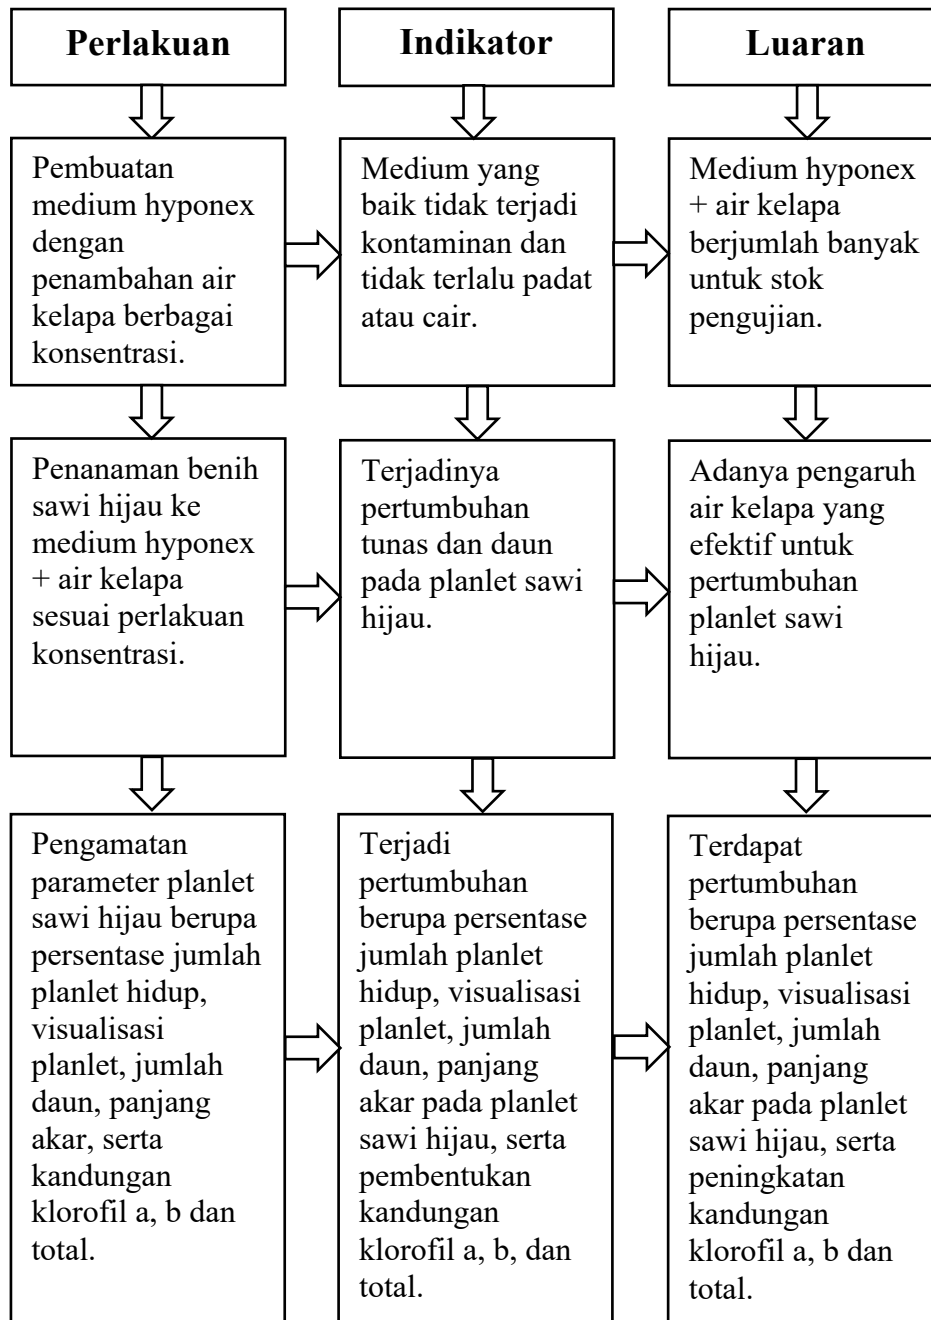 Perlakuan
Indikator
Luaran
Pembuatan
medium hyponex
dengan
penambahan air
kelapa berbagai
konsentrasi.
Medium yang
baik tidak terjadi
kontaminan dan
tidak terlalu padat
atau cair.
Medium hyponex
+ air kelapa
berjumlah banyak
untuk stok
pengujian.
Penanaman benih
sawi hijau ke
medium hyponex
+ air kelapa
sesuai perlakuan
konsentrasi.
Terjadinya
pertumbuhan
tunas dan daun
pada planlet sawi
hijau.
Adanya pengaruh
air kelapa yang
efektif untuk
pertumbuhan
planlet sawi
hijau.
Pengamatan
parameter planlet
sawi hijau berupa
persentase jumlah
planlet hidup,
visualisasi
planlet, jumlah
daun, panjang
akar, serta
kandungan
klorofil a, b dan
total.
Terjadi
pertumbuhan
berupa persentase
jumlah planlet
hidup, visualisasi
planlet, jumlah
daun, panjang
akar pada planlet
sawi hijau, serta
pembentukan
kandungan
klorofil a, b, dan
total.
Terdapat
pertumbuhan
berupa persentase
jumlah planlet
hidup, visualisasi
planlet, jumlah
daun, panjang
akar pada planlet
sawi hijau, serta
peningkatan
kandungan
klorofil a, b dan
total.